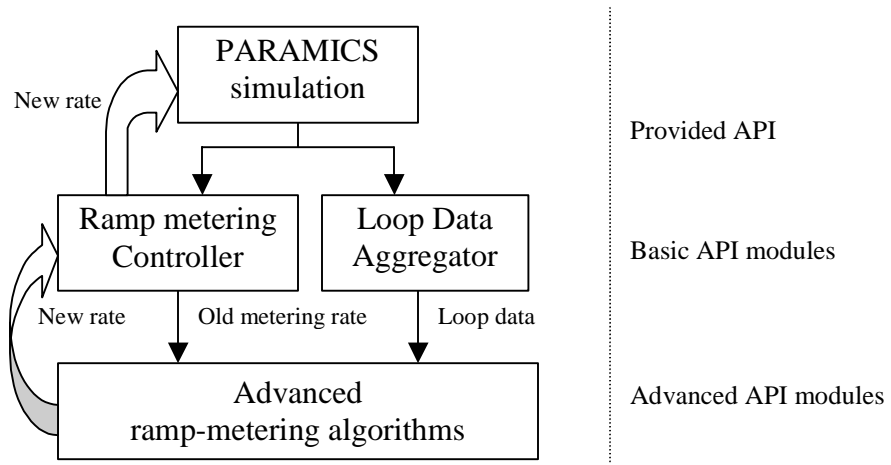 PARAMICS
simulation
New rate
Provided API
Ramp metering
Controller
Loop Data
Aggregator
Basic API modules
New rate
Old metering rate
Loop data
Advanced
ramp-metering algorithms
Advanced API modules